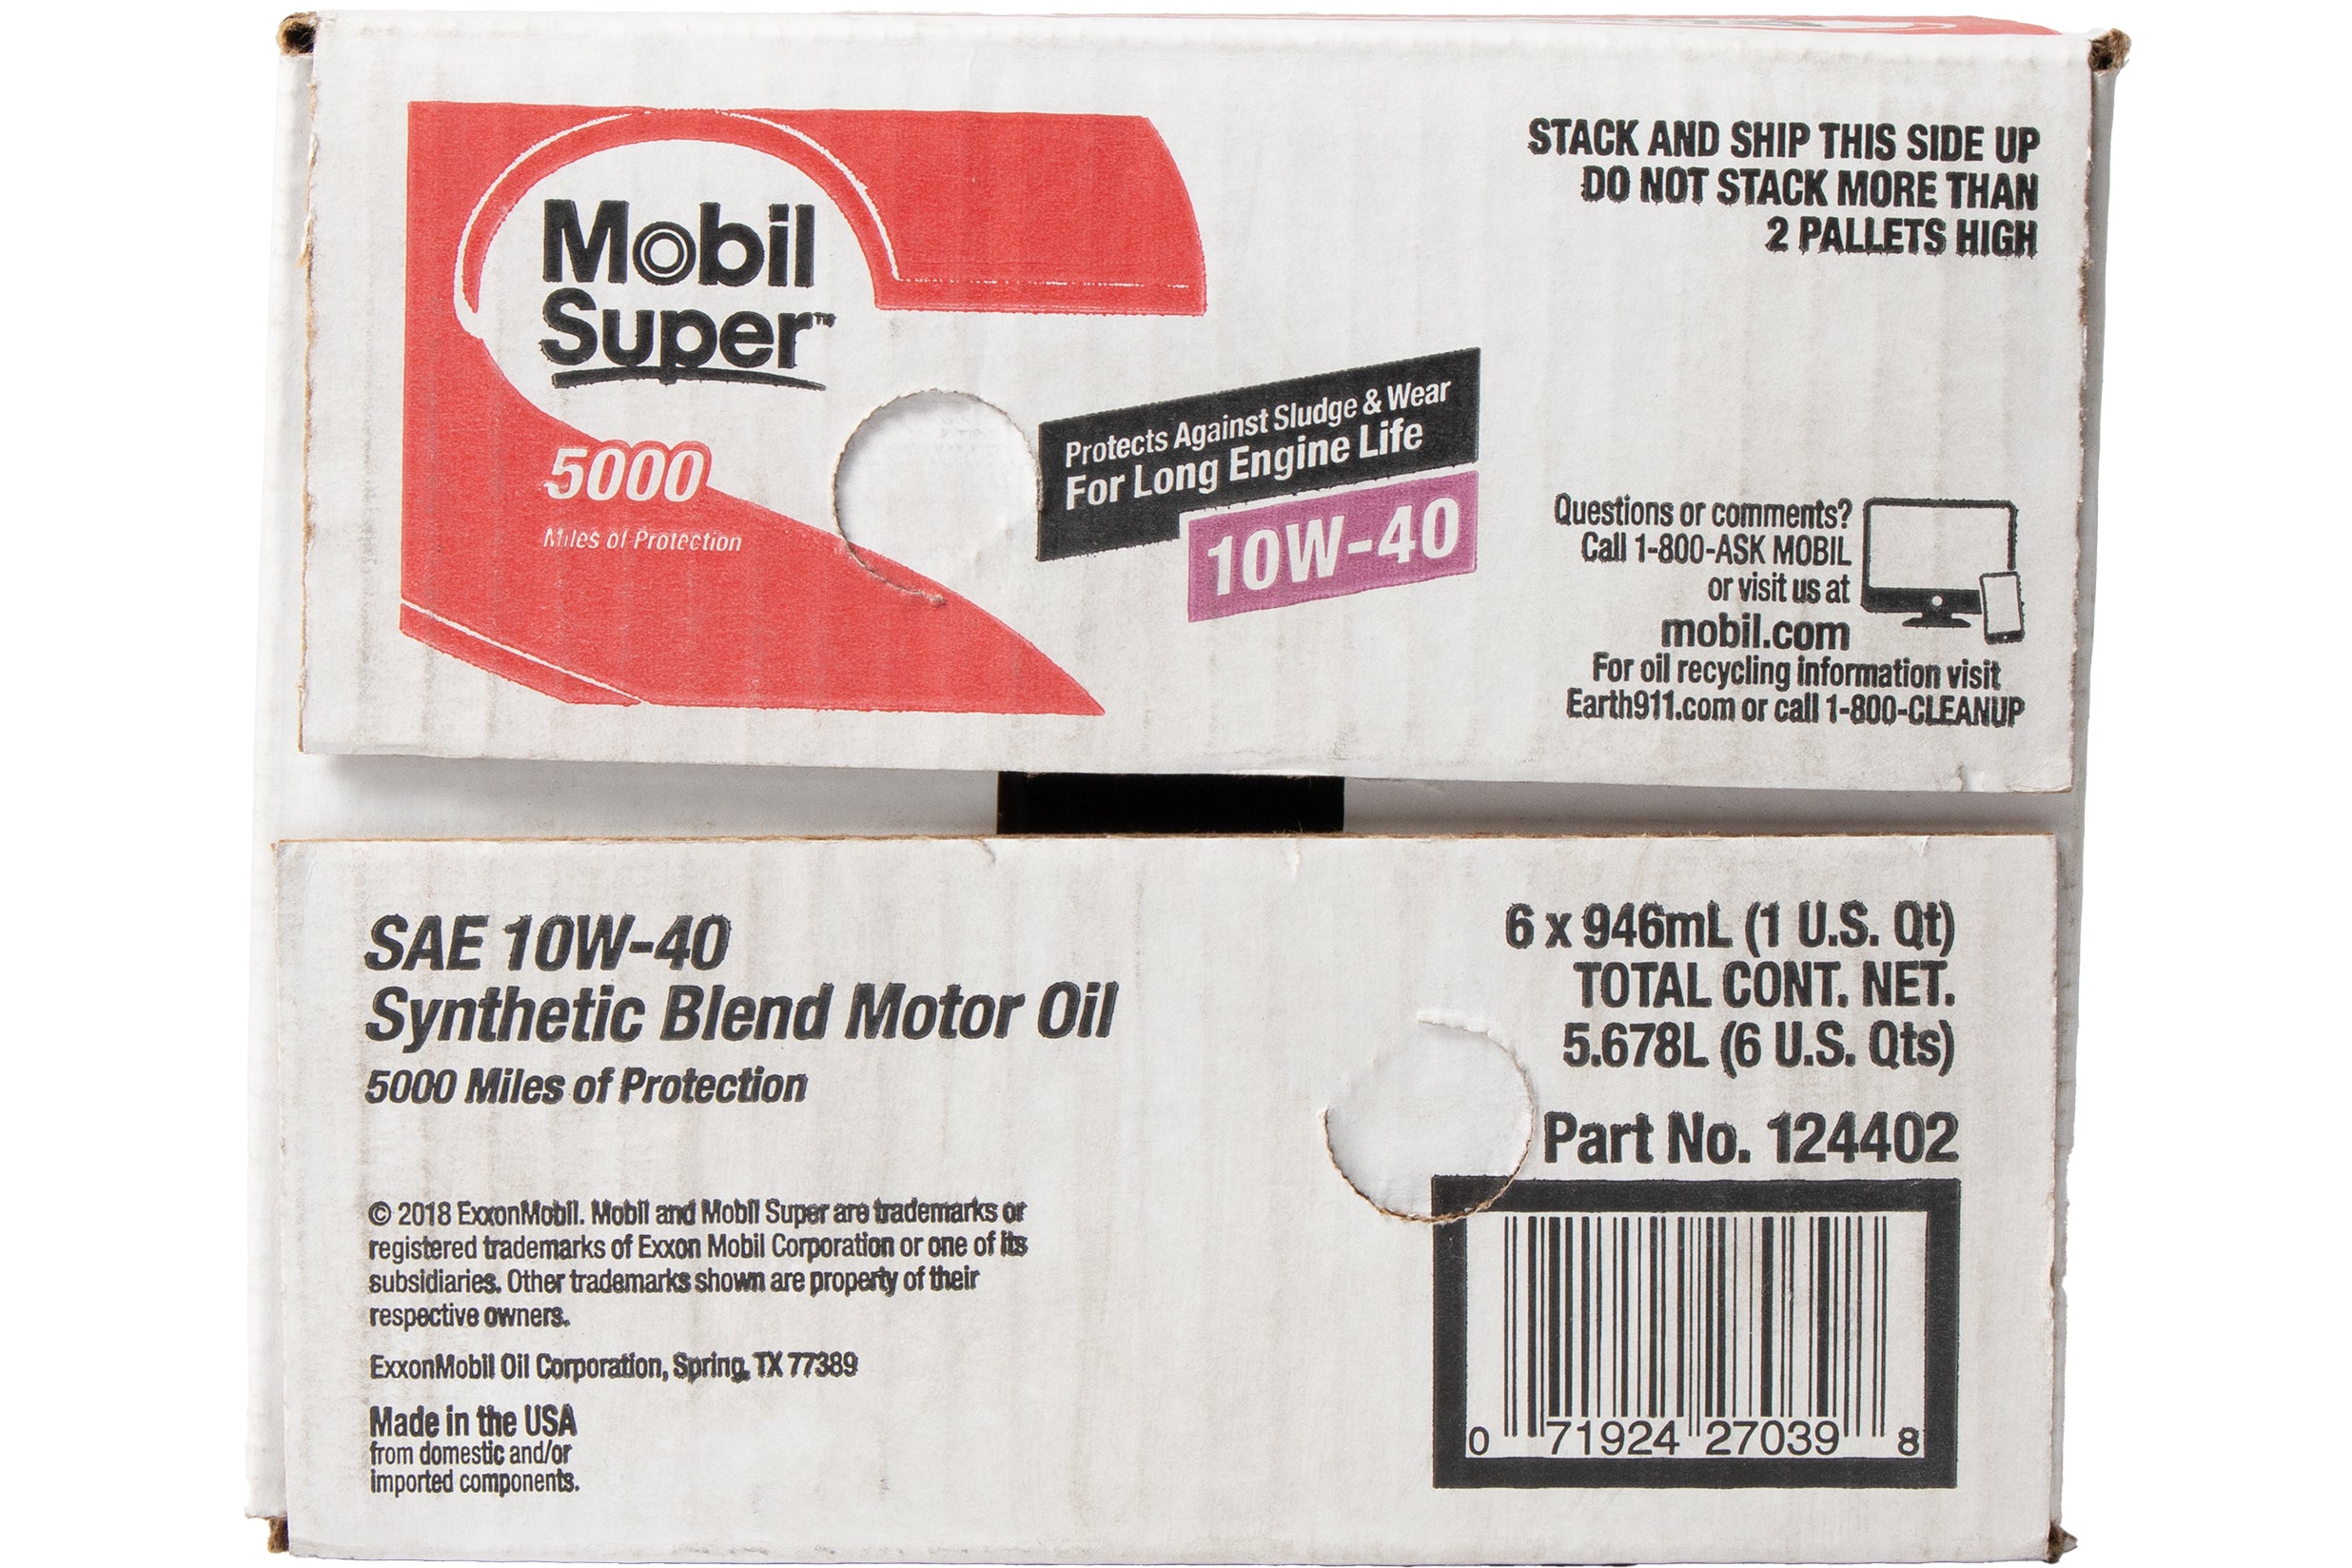 Mobil
Super™
5000
Miles of Protection
Protects Against Sludge & Wear
For Long Engine Life
10W-40
STACK AND SHIP THIS SIDE UP
DO NOT STACK MORE THAN
2 PALLETS HIGH
Questions or comments?
Call 1-800-ASK MOBIL
or visit us at
mobil.com
For oil recycling information visit
Earth911.com or call 1-800-CLEANUP
SAE 10W-40
Synthetic Blend Motor Oil
5000 Miles of Protection
© 2018 ExxonMobil. Mobil and Mobil Super are trademarks or
registered trademarks of Exxon Mobil Corporation or one of its
subsidiaries. Other trademarks shown are property of their
respective owners.
ExxonMobil Oil Corporation, Spring, TX 77389
Made in the USA
from domestic and/or
imported components.
6 x 946mL (1 U.S. Qt)
TOTAL CONT. NET.
5.678L (6 U.S. Qts)
Part No. 124402
0 71924 27039 8